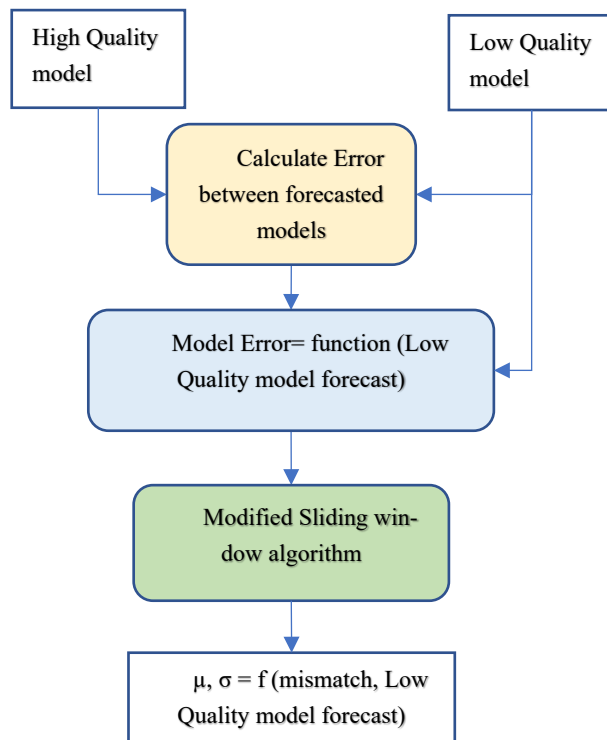 High Quality
model
Low Quality
model
Calculate Error
between forecasted
models
Model Error= function (Low
Quality model forecast)
Modified Sliding win-
dow algorithm
μ, σ = f (mismatch, Low
Quality model forecast)